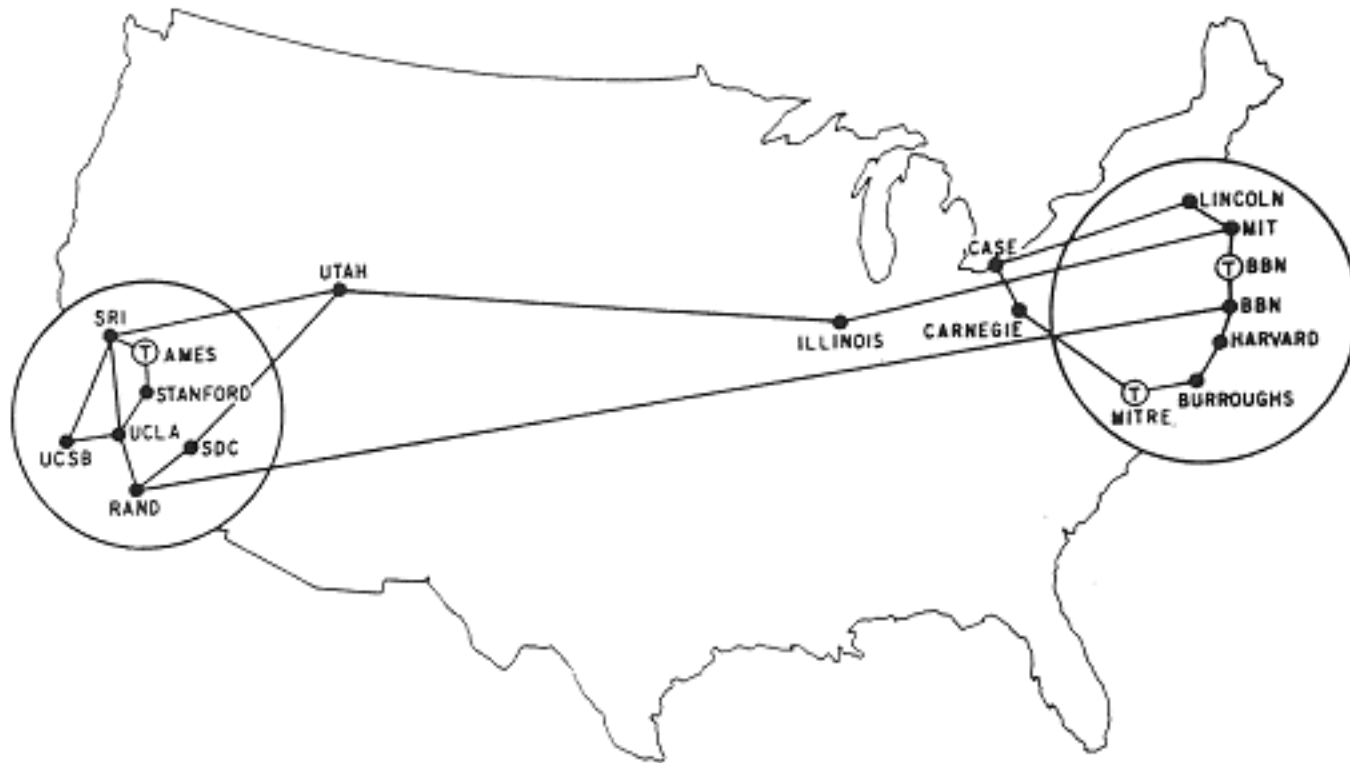 LINCOLN
MIT
CASE
T BBN
UTAH
BBN
SRI
ILLINOIS
CARNEGIE
HARVARD
T AMES
STANFORD
T
BURROUGHS
MITRE
UCLA
SDC
UCSB
RAND